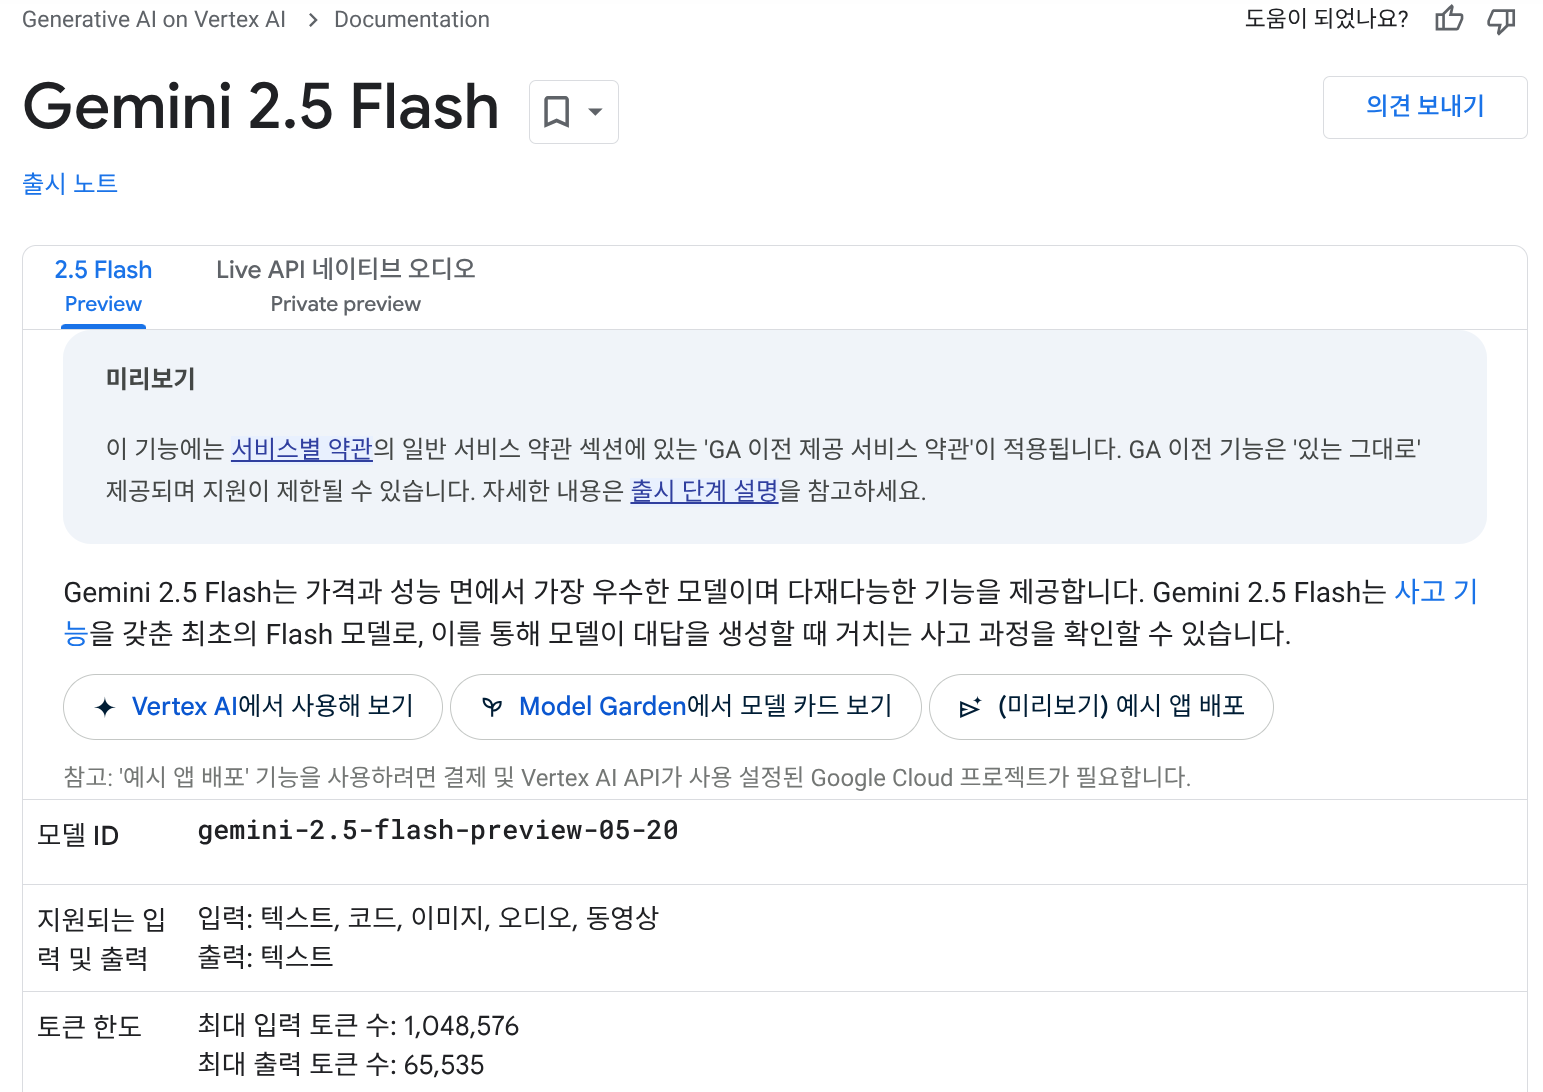 Generative AI on Vertex AI > Documentation
도움이 되었나요?
Gemini 2.5 Flash
의견 보내기
출시 노트
2.5 Flash
Preview
Live API 네이티브 오디오
Private preview
미리보기
이 기능에는 서비스별 약관의 일반 서비스 약관 섹션에 있는 'GA 이전 제공 서비스 약관'이 적용됩니다. GA 이전 기능은 '있는 그대로'
제공되며 지원이 제한될 수 있습니다. 자세한 내용은 출시 단계 설명을 참고하세요.
Gemini 2.5 Flash는 가격과 성능 면에서 가장 우수한 모델이며 다재다능한 기능을 제공합니다. Gemini 2.5 Flash는 사고 기
능을 갖춘 최초의 Flash 모델로, 이를 통해 모델이 대답을 생성할 때 거치는 사고 과정을 확인할 수 있습니다.
Vertex AI에서 사용해 보기
Model Garden에서 모델 카드 보기
(미리보기) 예시 앱 배포
참고: '예시 앱 배포' 기능을 사용하려면 결제 및 Vertex AI API가 사용 설정된 Google Cloud 프로젝트가 필요합니다.
모델 ID
gemini-2.5-flash-preview-05-20
지원되는 입
력 및 출력
입력: 텍스트, 코드, 이미지, 오디오, 동영상
출력: 텍스트
토큰 한도
최대 입력 토큰 수: 1,048,576
최대 출력 토큰 수: 65,535